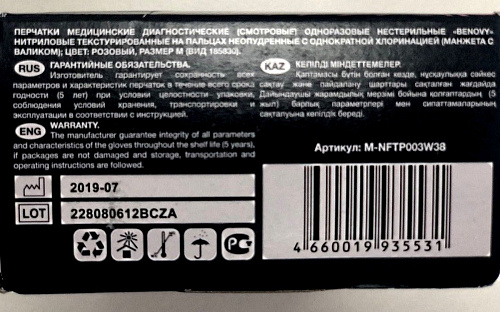 ПЕРЧАТКИ МЕДИЦИНСКИЕ ДИАГНОСТИЧЕСКИЕ (СМОТРОВЫЕ) ОДНОРАЗОВЫЕ НЕСТЕРИЛЬНЫЕ «BENOVY»
НИТРИЛОВЫЕ ТЕКСТУРИРОВАННЫЕ НА ПАЛЬЦАХ НЕОПУДРЕННЫЕ С ОДНОКРАТНОЙ ХЛОРИНАЦИЕЙ (МАНЖЕТА С
ВАЛИКОМ); ЦВЕТ: РОЗОВЫЙ, РАЗМЕР M (ВИД 185830).
RUS ГАРАНТИЙНЫЕ ОБЯЗАТЕЛЬСТВА.
Изготовитель гарантирует сохранность всех
параметров и характеристик перчаток в течение всего срока
годности (5 лет) при условии целостности упаковки,
соблюдения условий хранения, транспортировки и
эксплуатации в соответствии с инструкцией.
ENG WARRANTY.
The manufacturer guarantee integrity of all parameters
and characteristics of the gloves throughout the shelf life (5 years),
if packages are not damaged and storage, transportation and
operating instructions are followed.
2019-07
LOT 228080612BCZA
KAZ КЕПІЛДІ МІНДЕТТЕМЕЛЕР.
Қаптамасы бүтін болған кезде, нұсқаулыққа сәйкес
сақтау және пайдалану шарттары сақталған жағдайда
Дайындаушы жарамдылық мерзімі бойына қолғаптардың (5
жыл) барлық параметрлері мен сипаттамаларының
сақталуына кепілдік береді.
Артикул: M-NFTP003W38
4 660019 935531